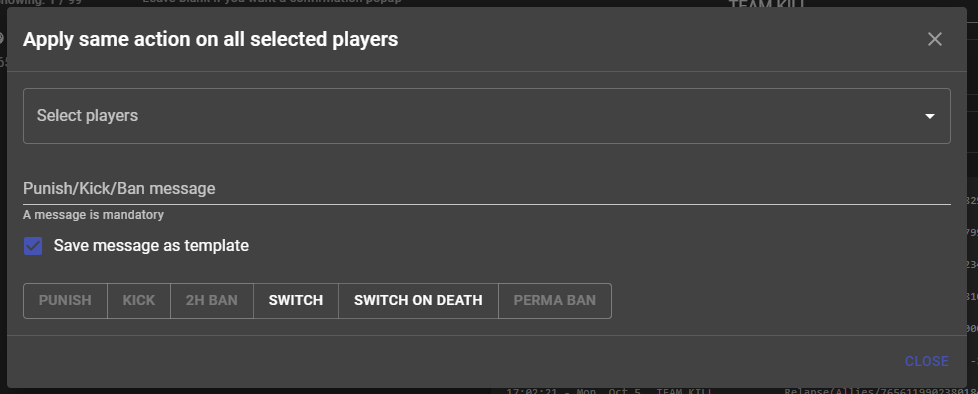 owing: 1 / 99
Leave blank if you want a confirmation popup
TEAM KILL
Apply same action on all selected players
Select players
Punish/Kick/Ban message
A message is mandatory
Save message as template
PUNISH KICK 2H BAN SWITCH SWITCH ON DEATH PERMA BAN
CLOSE
17:02:21 - Mon, Oct 5 TEAM KILL Relapse(Allies/765611990238018